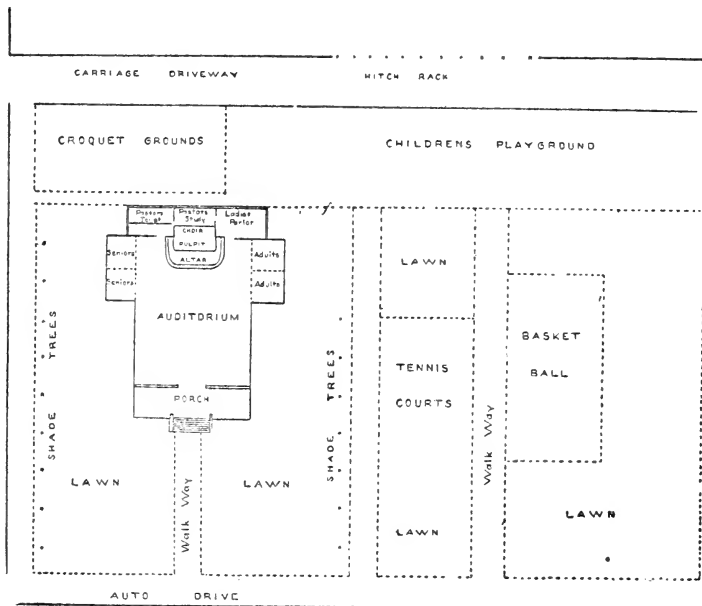 CARRIAGE DRIVEWAY
HITCH RACK
CROQUET GROUNDS
CHILDRENS PLAYGROUND
Pastors
Toilet
Pastors
Study
Ladies
Parlor
CHOIR
PULPIT
ALTAR
Seniors
Adults
Seniors
Adults
AUDITORIUM
PORCH
SHADE TREES
SHADE TREES
LAWN
LAWN
Walk Way
LAWN
TENNIS
COURTS
LAWN
Walk Way
BASKET
BALL
LAWN
AUTO DRIVE